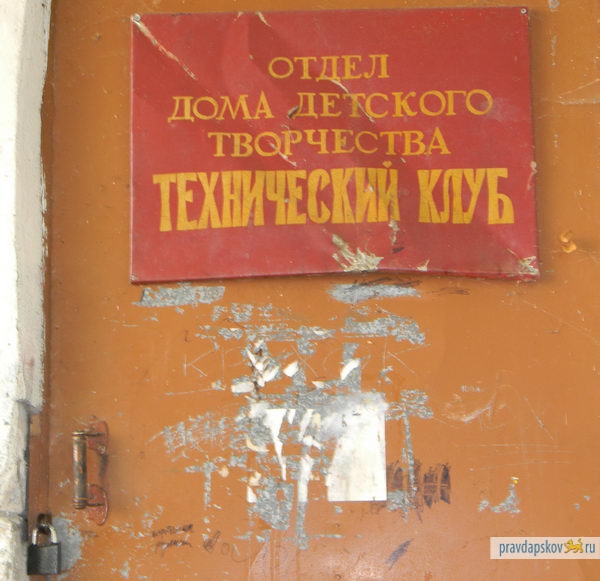 ОТДЕЛ
ДОМА ДЕТСКОГО
ТВОРЧЕСТВА
ТЕХНИЧЕСКИЙ КЛУБ
pravdapskov.ru